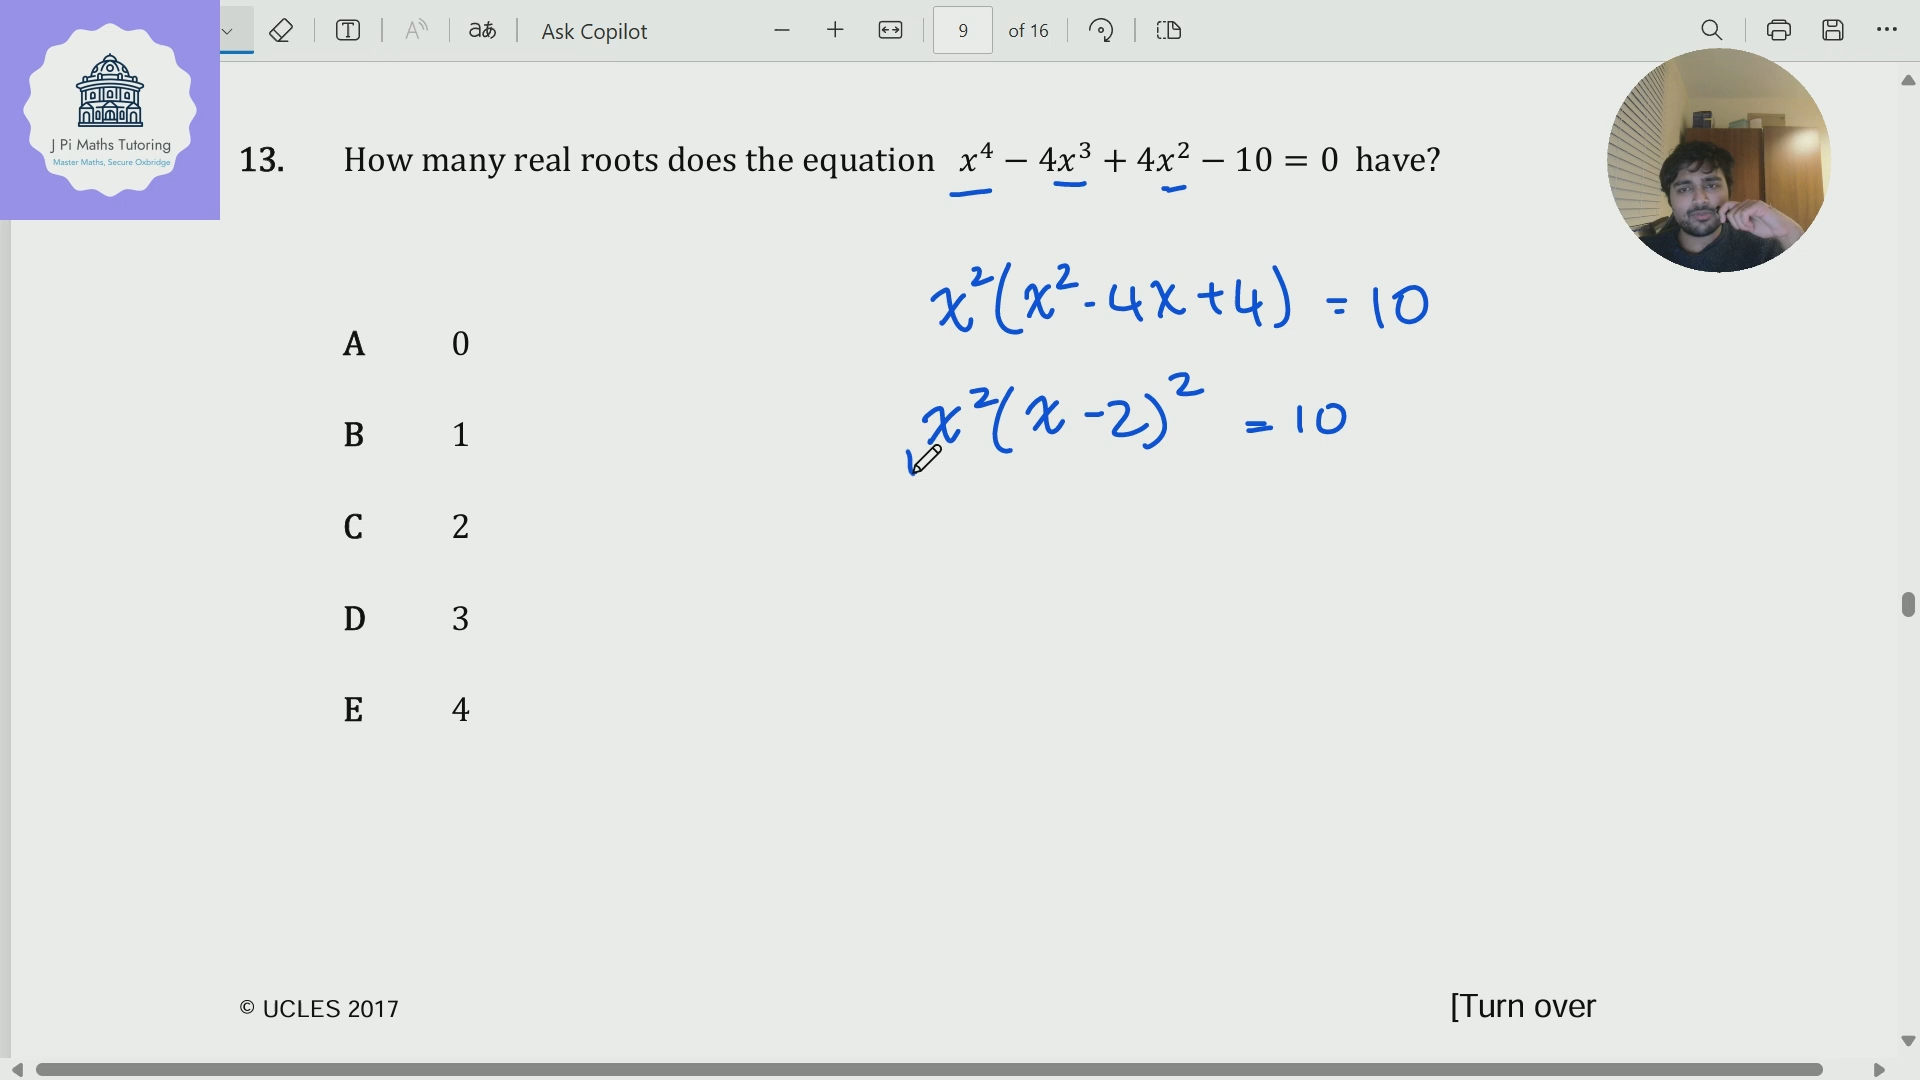 Ask Copilot
9 of 16
J Pi Maths Tutoring
Master Maths, Secure Oxbridge
13. How many real roots does the equation x⁴ − 4x³ + 4x² − 10 = 0 have?
x²(x² - 4x + 4) = 10
x²(x - 2)² = 10
A 0
B 1
C 2
D 3
E 4
© UCLES 2017
[Turn over